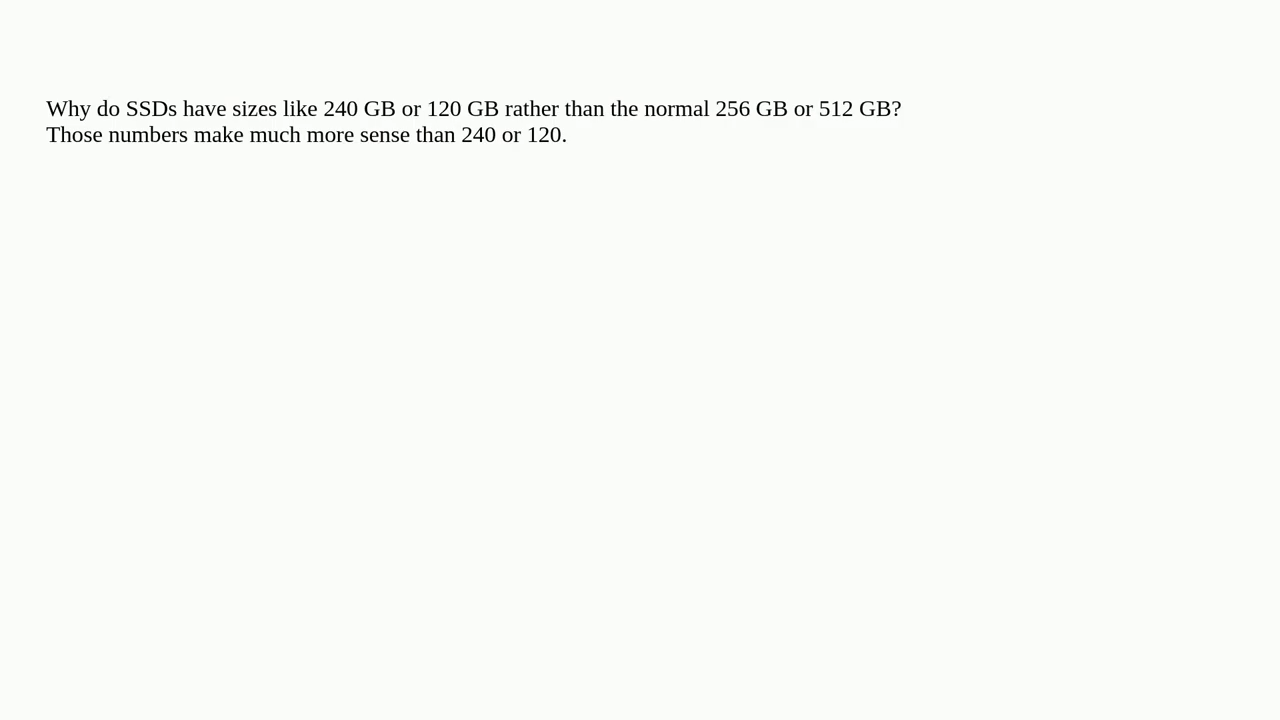 Why do SSDs have sizes like 240 GB or 120 GB rather than the normal 256 GB or 512 GB?
Those numbers make much more sense than 240 or 120.